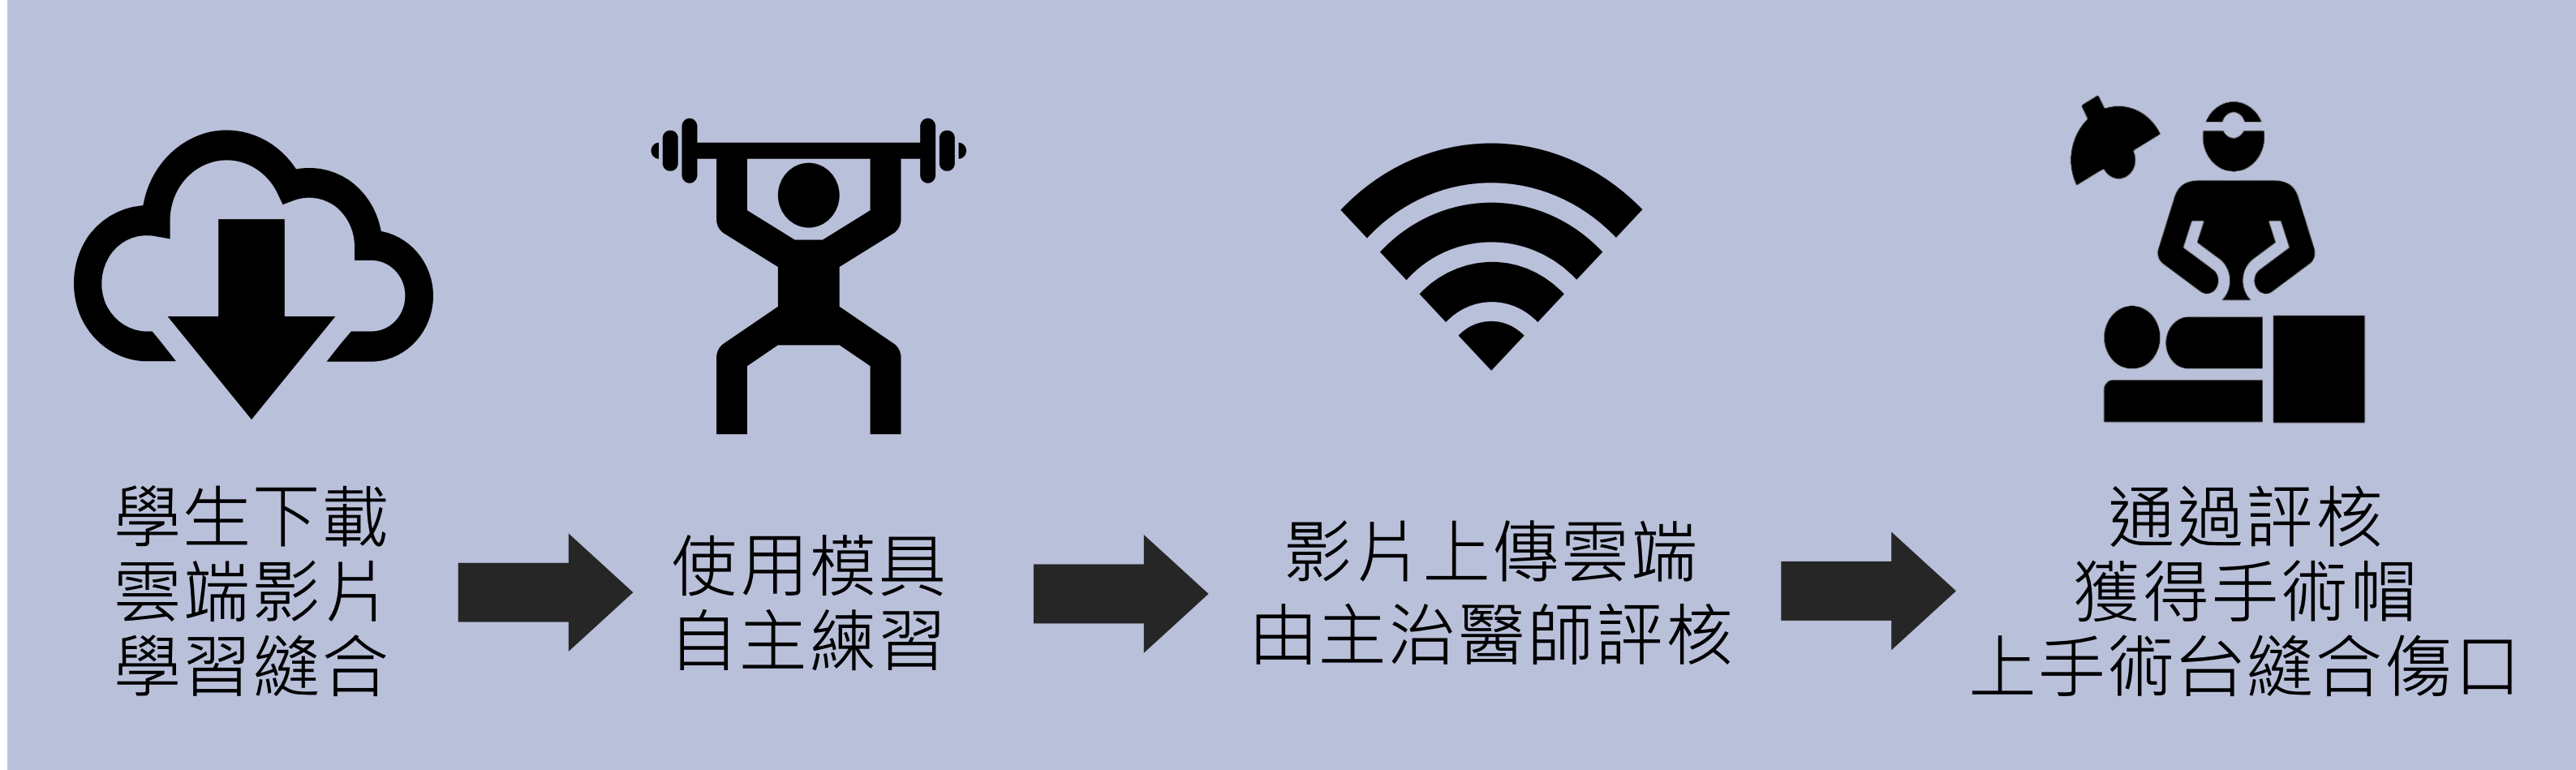 學生下載
雲端影片
學習縫合
使用模具
自主練習
影片上傳雲端
由主治醫師評核
通過評核
獲得手術帽
上手術台縫合傷口